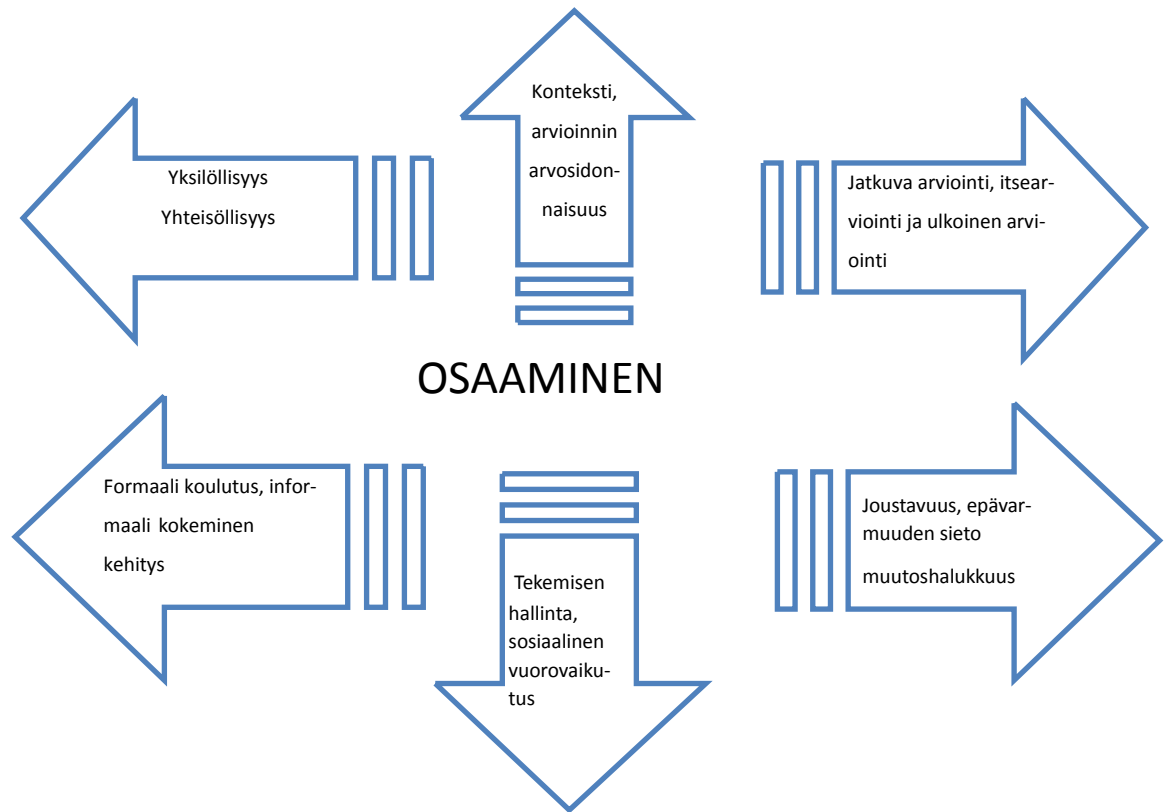 Konteksti,
arvioinnin
arvosidon-
naisuus
Yksilöllisyys
Yhteisöllisyys
Jatkuva arviointi, itsear-
viointi ja ulkoinen arvi-
ointi
OSAAMINEN
Formaali koulutus, infor-
maali kokeminen
kehitys
Tekemisen
hallinta,
sosiaalinen
vuorovaiku-
tus
Joustavuus, epävar-
muuden sieto
muutoshalukkuus